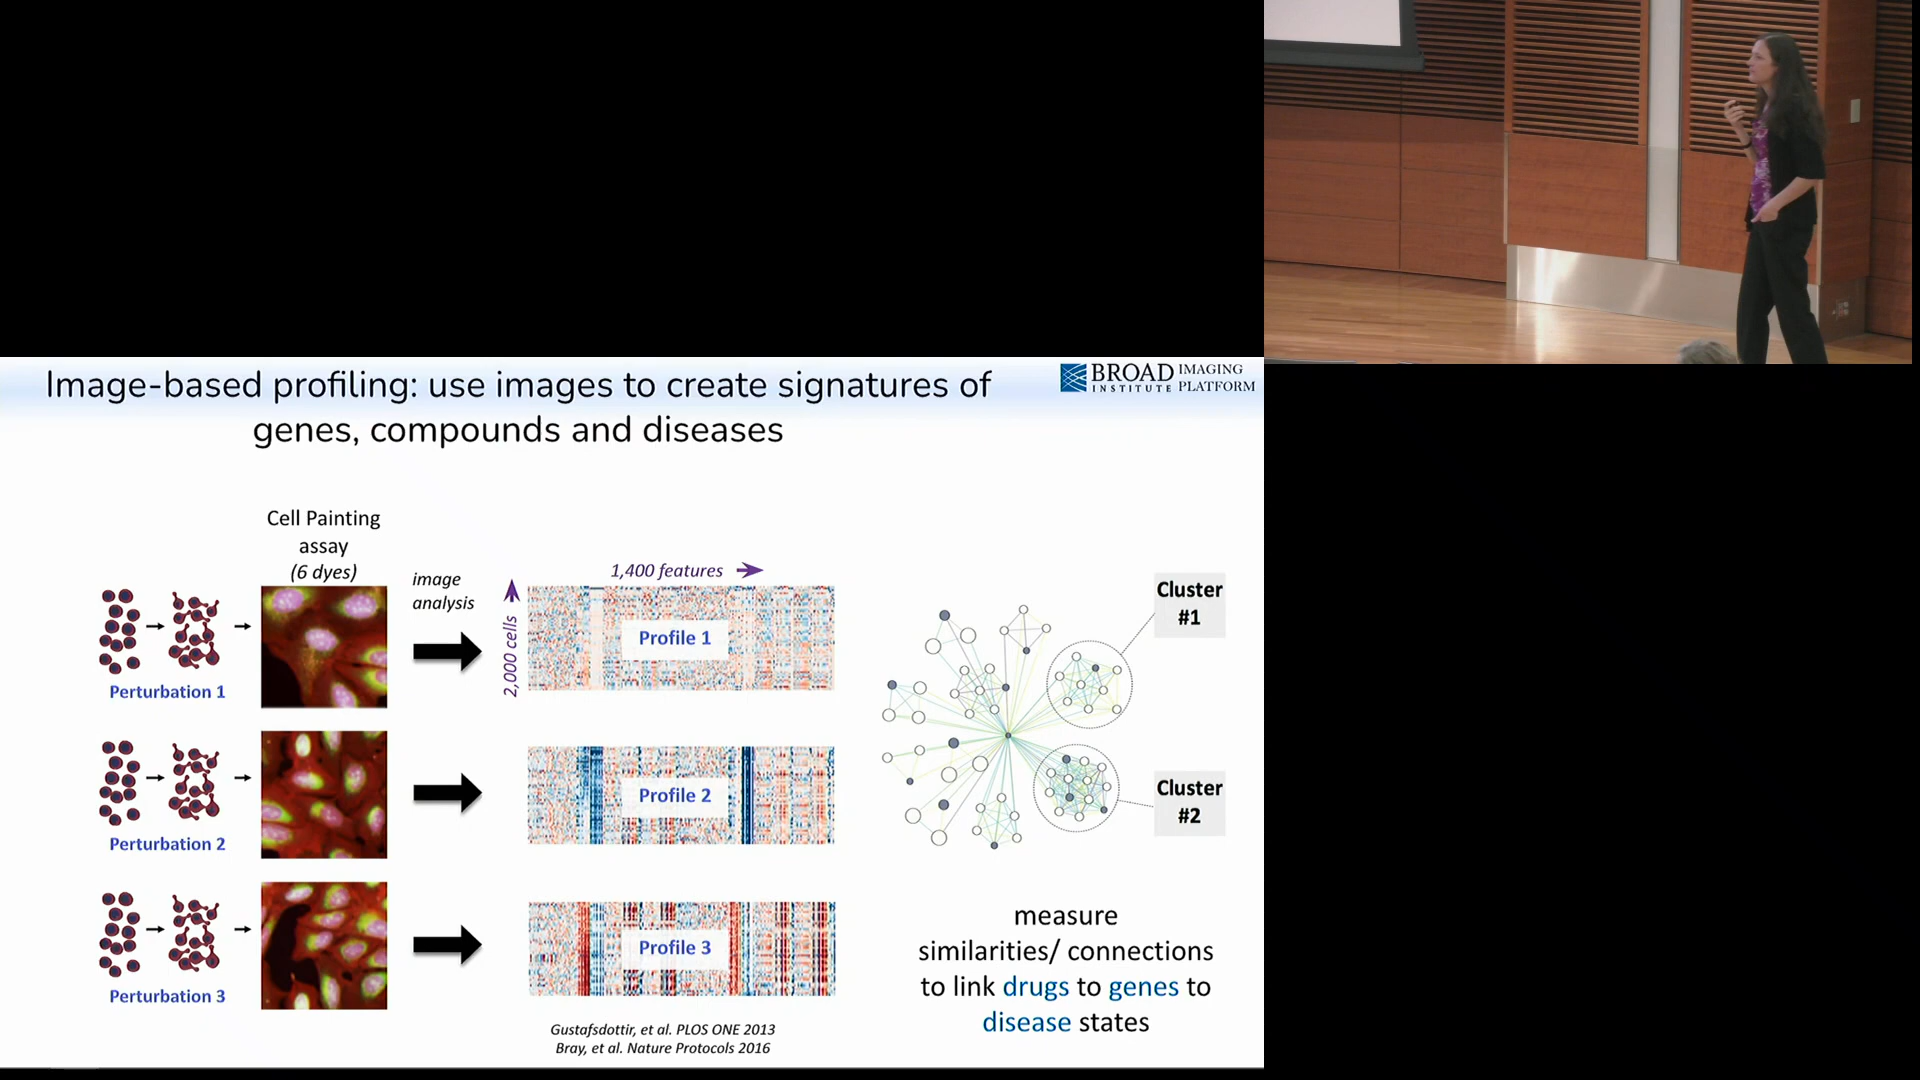 Image-based profiling: use images to create signatures of
genes, compounds and diseases
BROAD
INSTITUTE
IMAGING
PLATFORM
Cell Painting
assay
(6 dyes)
image
analysis
1,400 features
2,000 cells
Perturbation 1
Profile 1
Perturbation 2
Profile 2
Perturbation 3
Profile 3
Cluster
#1
Cluster
#2
measure
similarities/ connections
to link drugs to genes to
disease states
Gustafsdottir, et al. PLOS ONE 2013
Bray, et al. Nature Protocols 2016